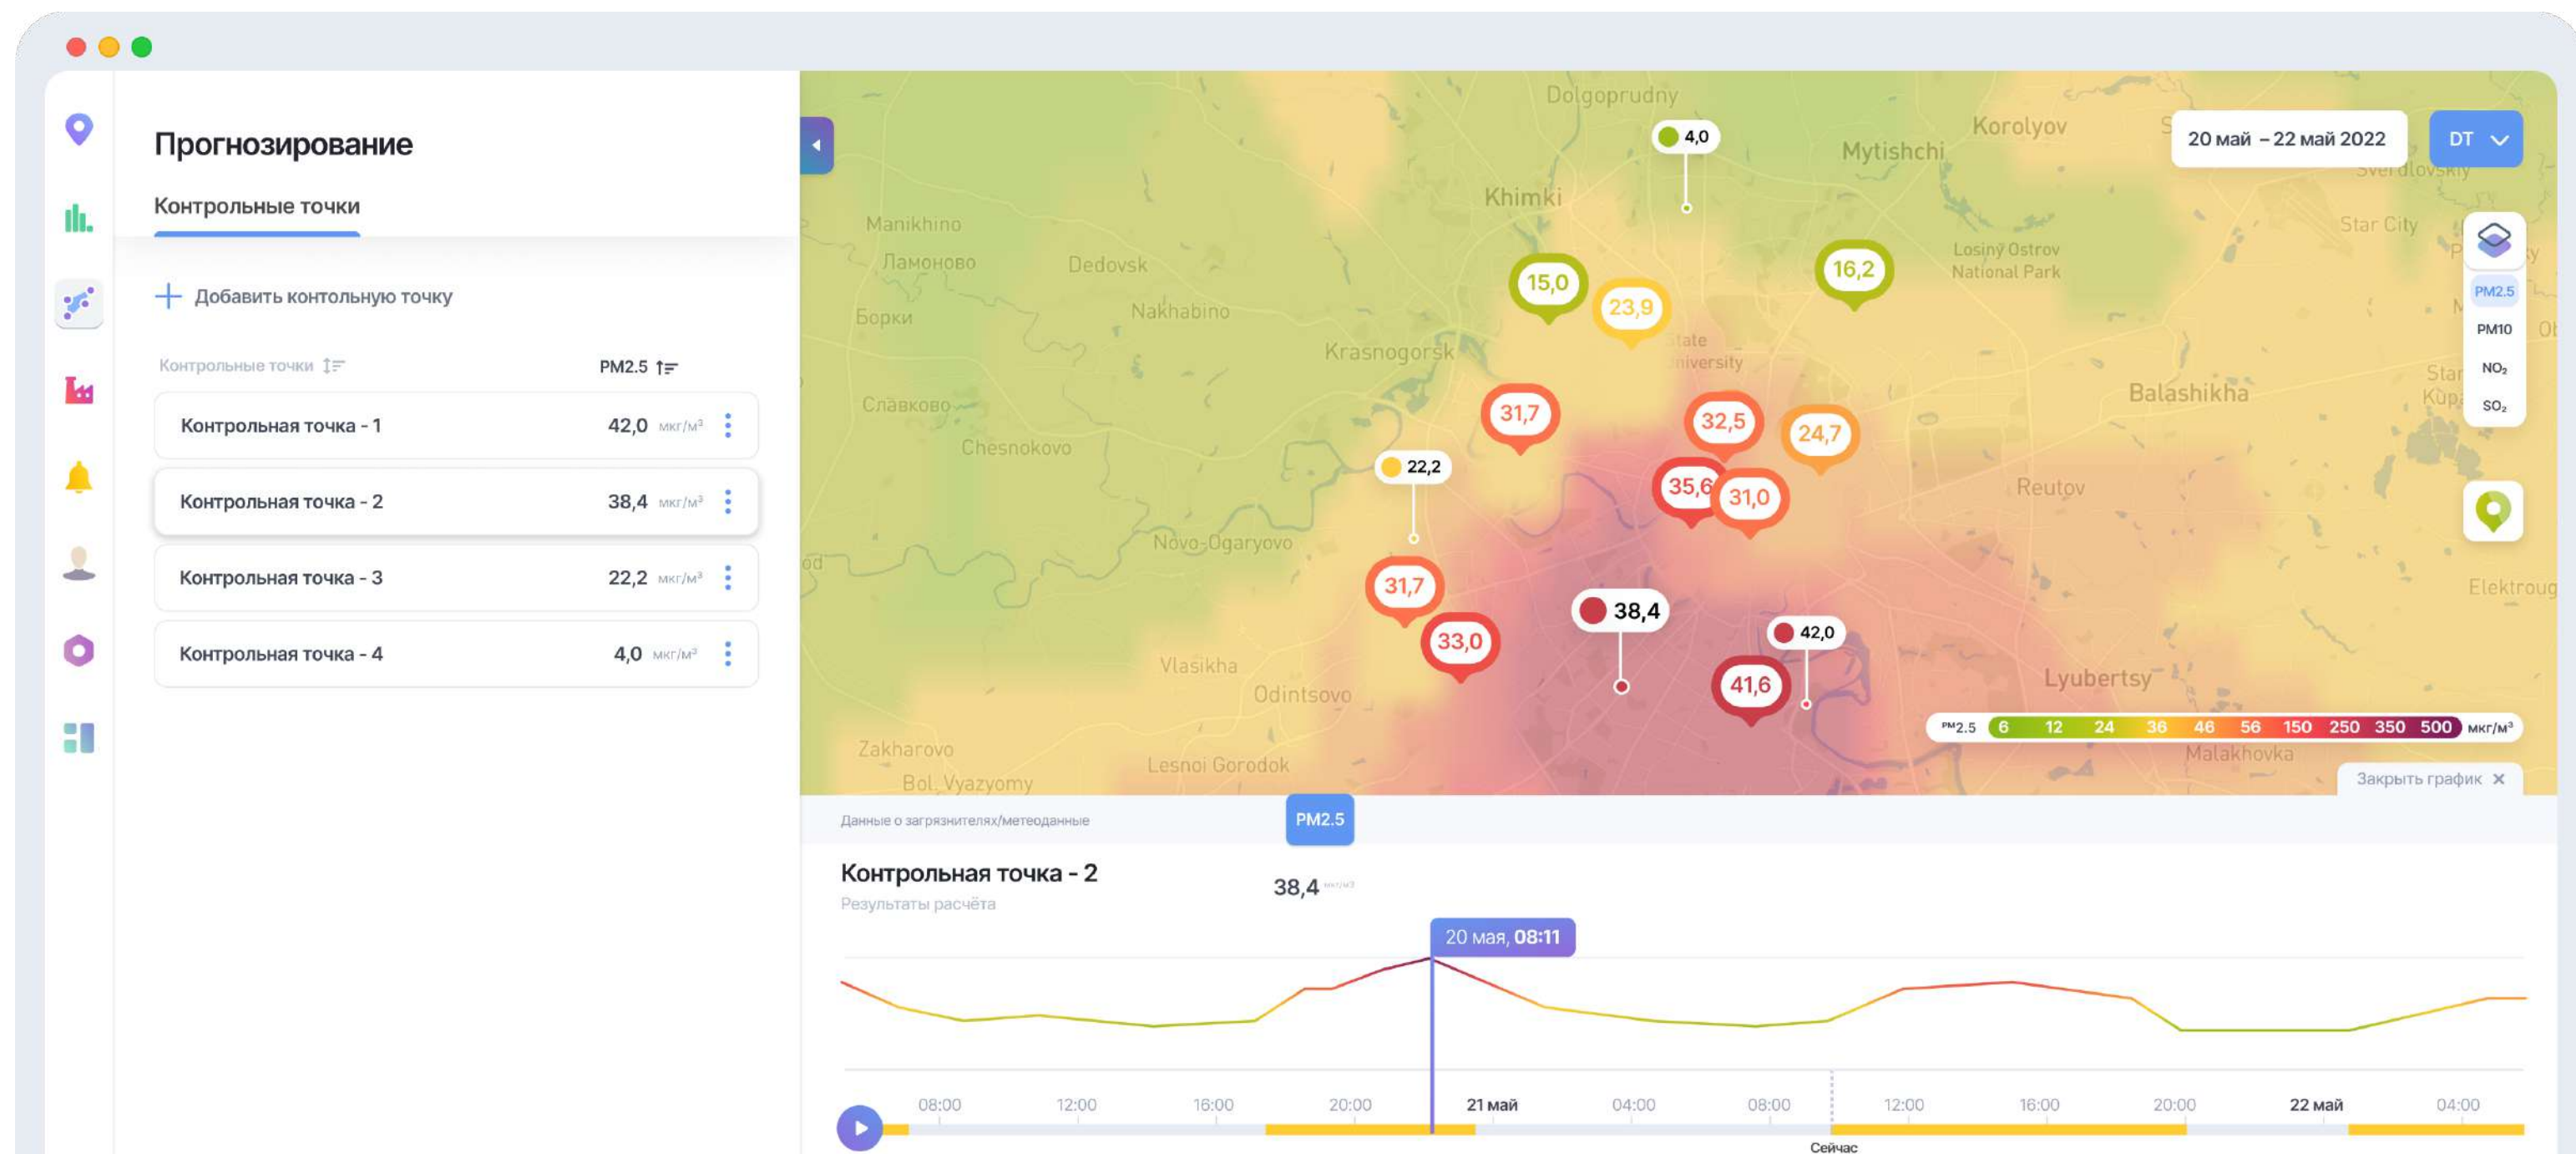 Прогнозирование
Контрольные точки
Добавить контольную точку
Контрольные точки
PM2.5
Контрольная точка - 1
42,0 мкг/м³
Контрольная точка - 2
38,4 мкг/м³
Контрольная точка - 3
22,2 мкг/м³
Контрольная точка - 4
4,0 мкг/м³
Dolgoprudny
4,0
Korolyov
20 май – 22 май 2022
DT
Mytishchi
Sverdlovskiy
Khimki
Manikhino
Star City
Ламоново
Dedovsk
Losiny Ostrov
National Park
15,0
16,2
23,9
PM2.5
Nakhabino
Борки
PM10
Krasnogorsk
NO₂
Balashikha
Славково
SO₂
31,7
32,5
24,7
Chesnokovo
22,2
35,6
31,0
Reutov
Novo-Ogaryovo
31,7
Elektroug
38,4
42,0
33,0
Vlasikha
Odintsovo
41,6
Lyubertsy
PM2.5 6 12 24 36 46 56 150 250 350 500 мкг/м³
Zakharovo
Lesnoi Gorodok
Malakhovka
Bol. Vyazyomy
Закрыть график ×
Данные о загрязнителях/метеоданные
PM2.5
Контрольная точка - 2
38,4 мкг/м3
Результаты расчёта
20 мая, 08:11
08:00 12:00 16:00 20:00 21 май 04:00 08:00 12:00 16:00 20:00 22 май 04:00
Сейчас